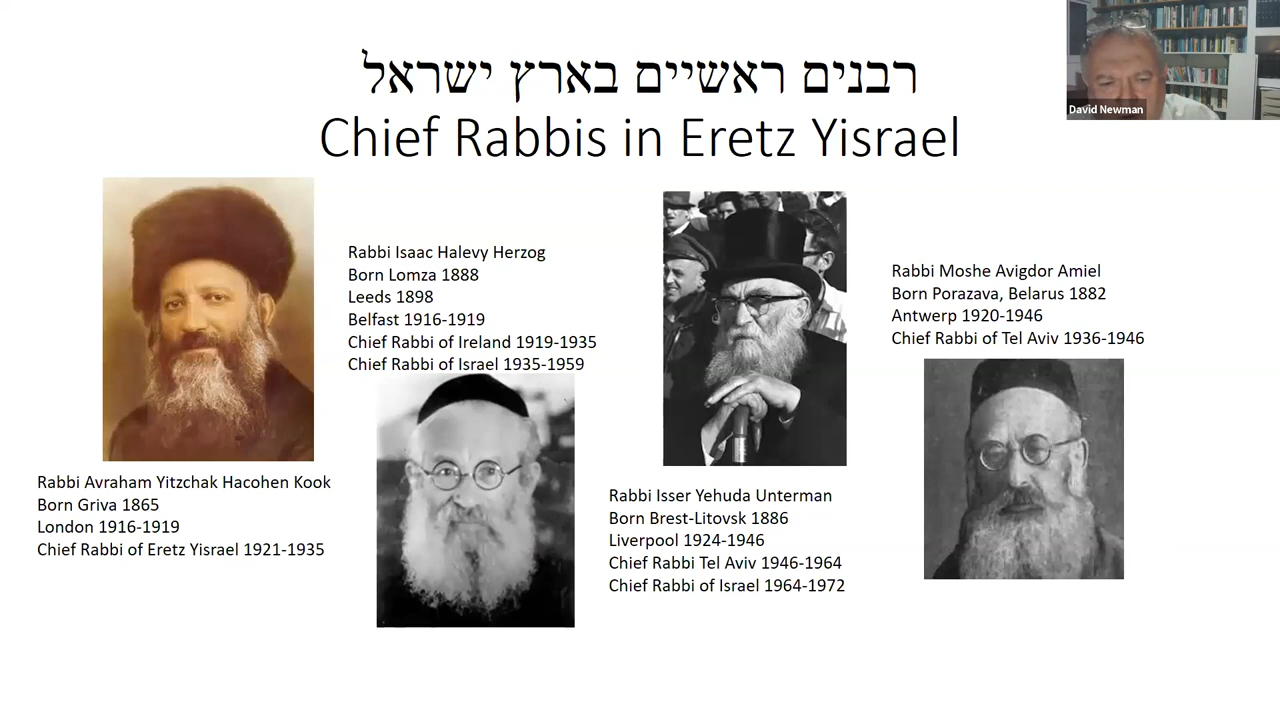 רבנים ראשיים בארץ ישראל
Chief Rabbis in Eretz Yisrael
David Newman
Rabbi Avraham Yitzchak Hacohen Kook
Born Griva 1865
London 1916-1919
Chief Rabbi of Eretz Yisrael 1921-1935
Rabbi Isaac Halevy Herzog
Born Lomza 1888
Leeds 1898
Belfast 1916-1919
Chief Rabbi of Ireland 1919-1935
Chief Rabbi of Israel 1935-1959
Rabbi Isser Yehuda Unterman
Born Brest-Litovsk 1886
Liverpool 1924-1946
Chief Rabbi Tel Aviv 1946-1964
Chief Rabbi of Israel 1964-1972
Rabbi Moshe Avigdor Amiel
Born Porazava, Belarus 1882
Antwerp 1920-1946
Chief Rabbi of Tel Aviv 1936-1946